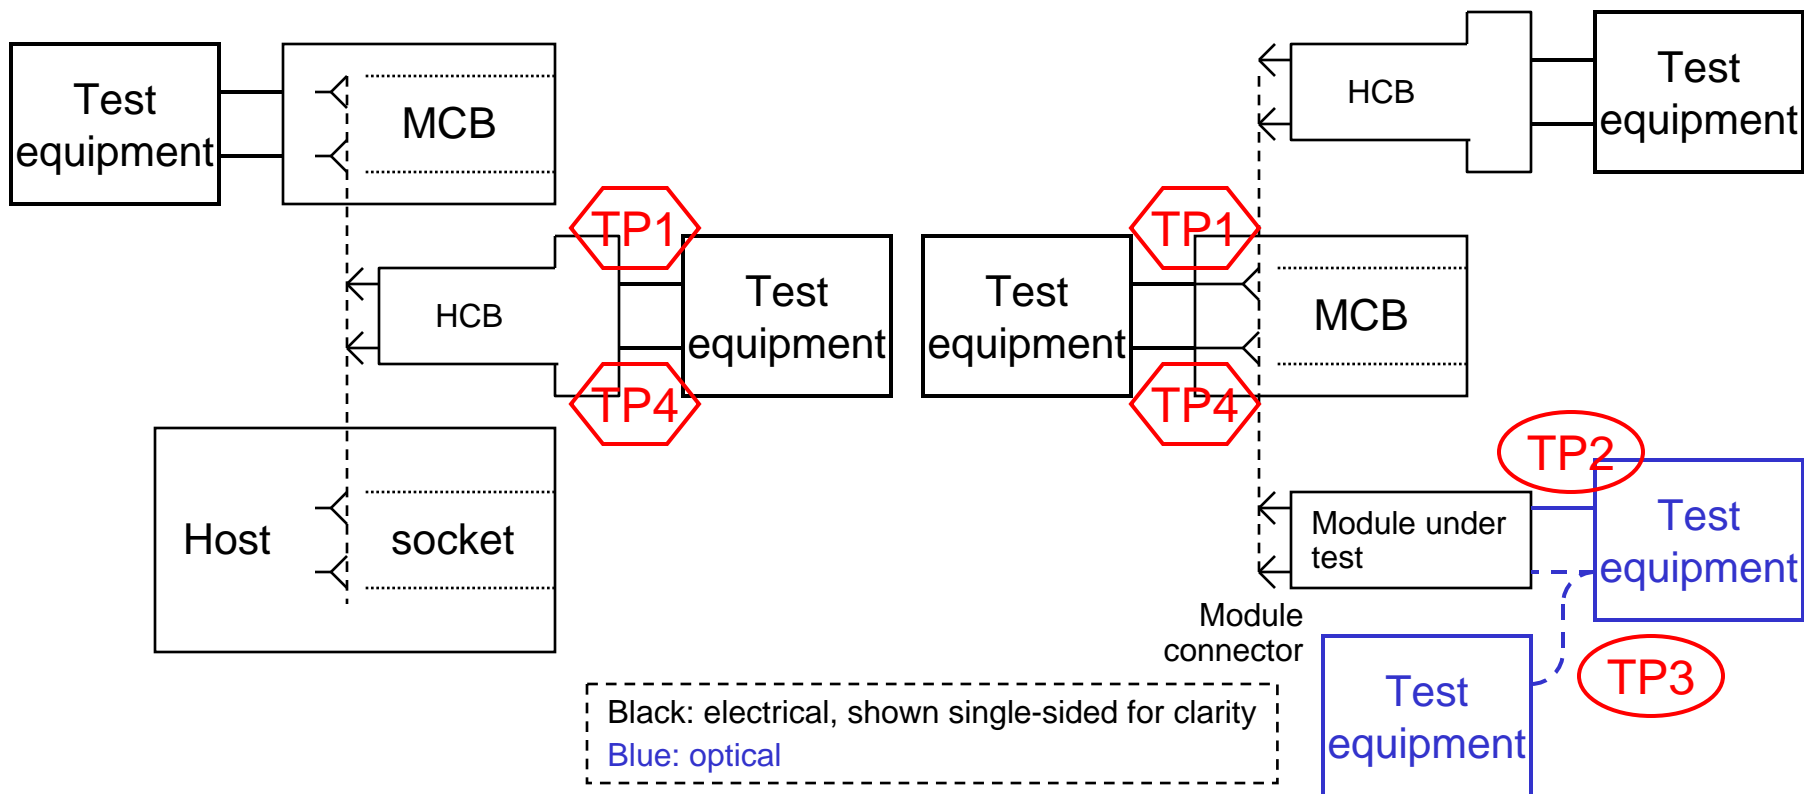 Test
equipment
MCB
TP1
HCB
Test
equipment
TP4
Host
socket
HCB
Test
equipment
TP1
Test
equipment
MCB
TP4
TP2
Module under
test
Test
equipment
Module
connector
TP3
Test
equipment
Black: electrical, shown single-sided for clarity
Blue: optical